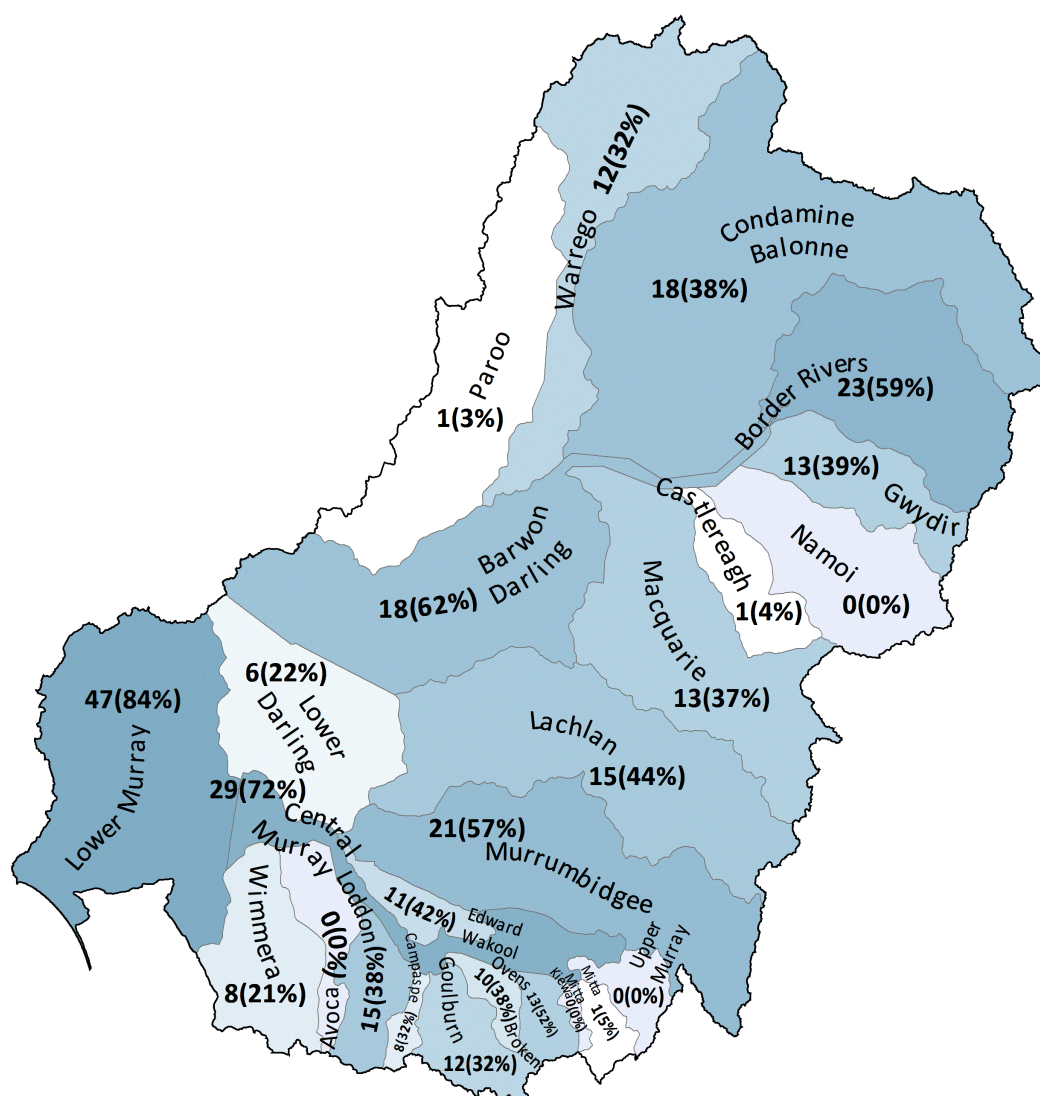 12(32%)
Warrego
Condamine
Balonne
18(38%)
Paroo
1(3%)
Border Rivers
23(59%)
13(39%)
Gwydir
Castlereagh
1(4%)
Namoi
0(0%)
Barwon
Darling
18(62%)
Macquarie
13(37%)
6(22%)
Lower
Darling
47(84%)
Lower Murray
Lachlan
15(44%)
29(72%)
Central
Murray
21(57%)
Murrumbidgee
Wimmera
8(21%)
0(0%)
Avoca
Loddon
15(38%)
11(42%)
Edward
Wakool
Campaspe
8(32%)
Goulburn
12(32%)
Ovens
13(52%)
10(38%)
Broken
Kiewa
0(0%)
Mitta
Mitta
1(5%)
Upper
Murray
0(0%)